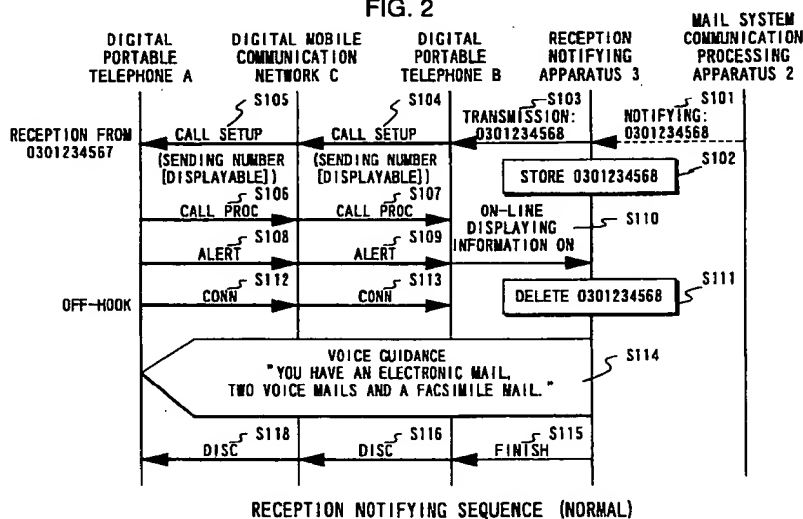 FIG. 2
DIGITAL
PORTABLE
TELEPHONE A
DIGITAL MOBILE
COMMUNICATION
NETWORK C
DIGITAL
PORTABLE
TELEPHONE B
RECEPTION
NOTIFYING
APPARATUS 3
MAIL SYSTEM
COMMUNICATION
PROCESSING
APPARATUS 2
S105
S104
S103
S101
RECEPTION FROM
0301234567
CALL SETUP
CALL SETUP
TRANSMISSION:
0301234568
NOTIFYING:
0301234568
(SENDING NUMBER
[DISPLAYABLE])
(SENDING NUMBER
[DISPLAYABLE])
S102
STORE 0301234568
S106
CALL PROC
S107
CALL PROC
ON-LINE
DISPLAYING
INFORMATION ON
S110
S108
ALERT
S109
ALERT
S111
DELETE 0301234568
OFF-HOOK
S112
CONN
S113
CONN
VOICE GUIDANCE
"YOU HAVE AN ELECTRONIC MAIL,
TWO VOICE MAILS AND A FACSIMILE MAIL."
S114
S118
DISC
S116
DISC
S115
FINISH
RECEPTION NOTIFYING SEQUENCE (NORMAL)